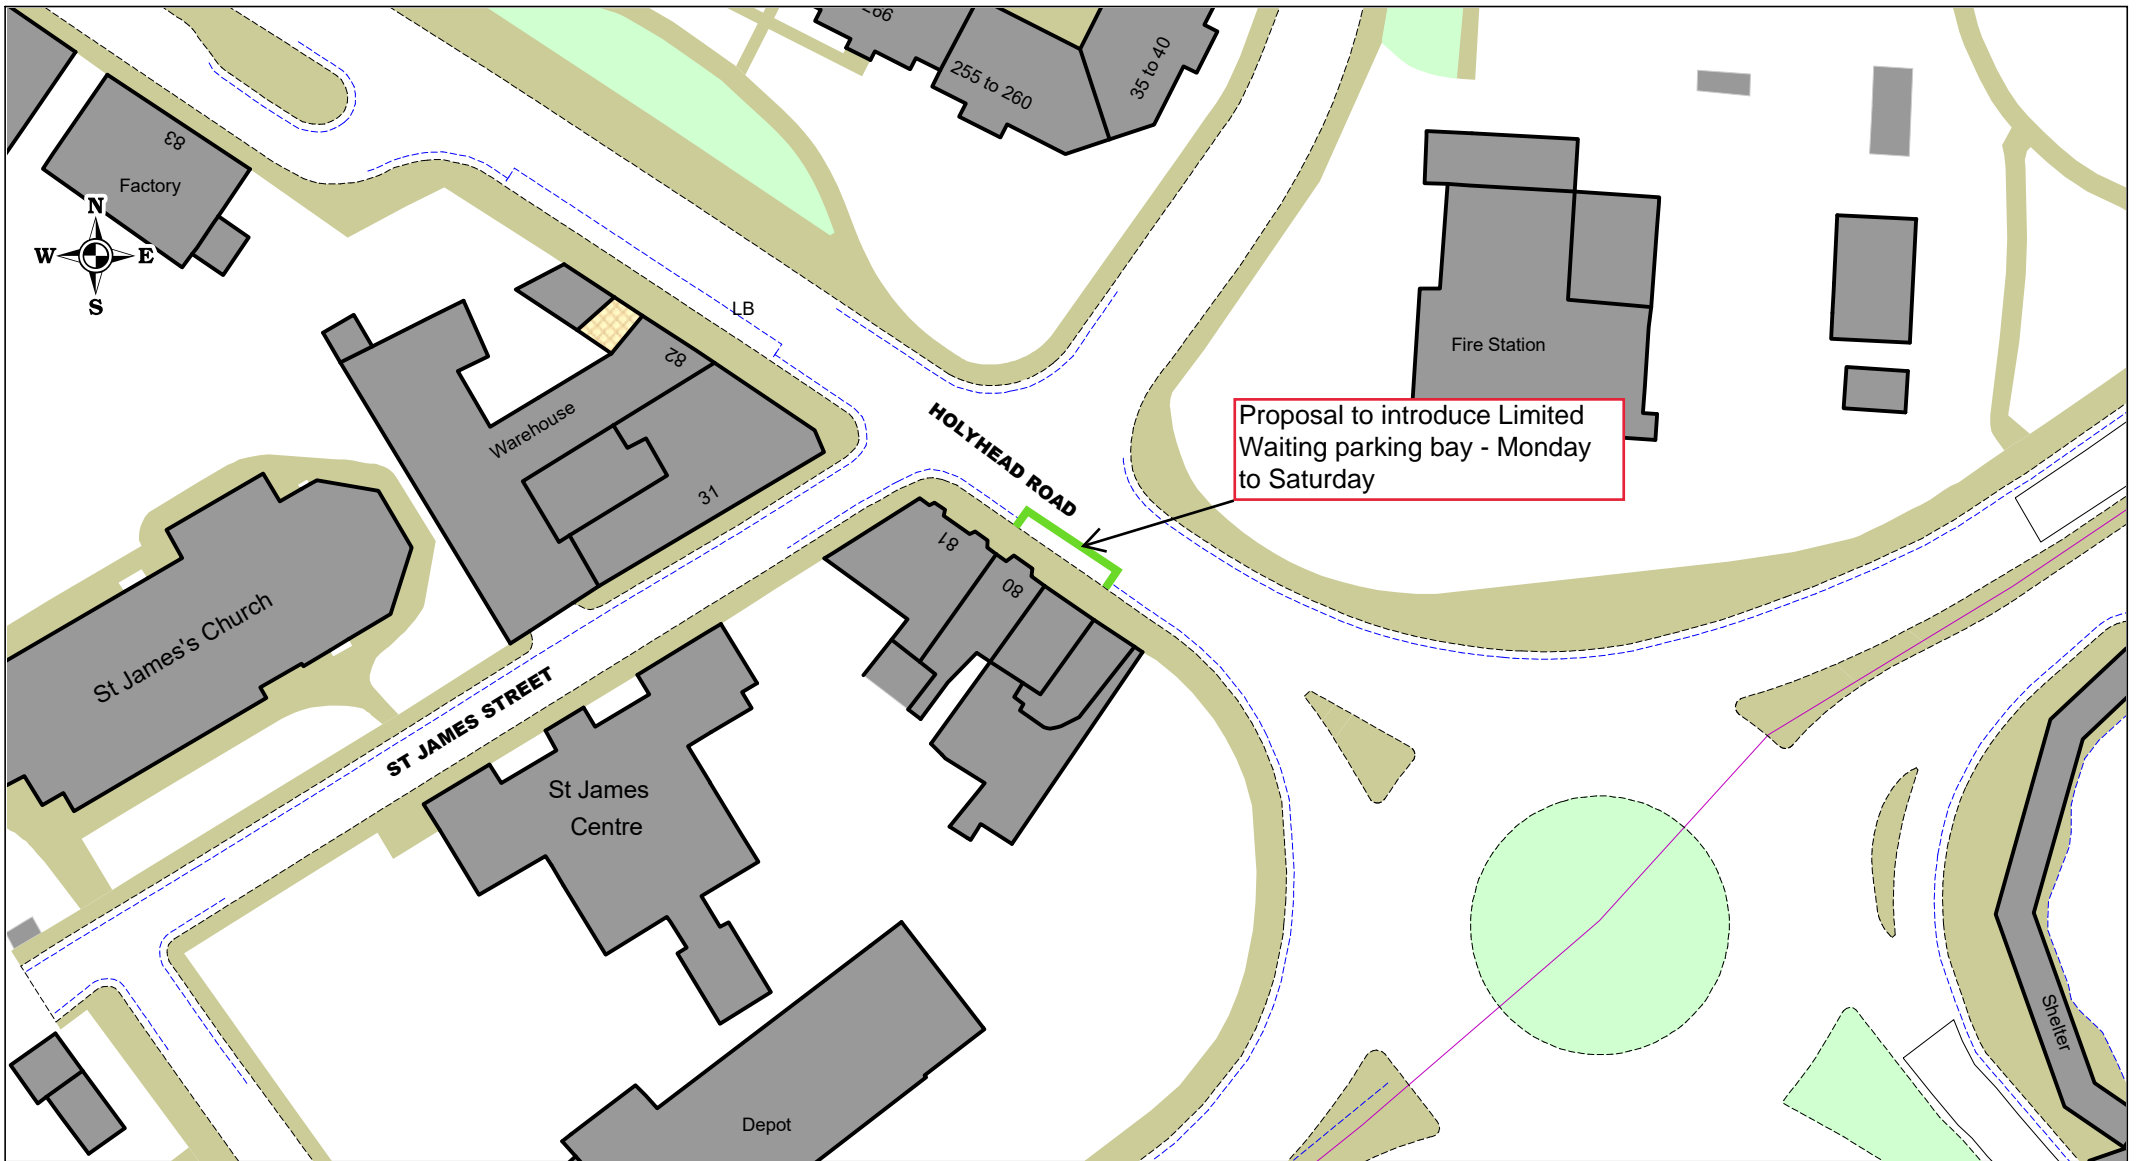 266
255 to 260
35 to 40
83
Factory
N
W
E
S
LB
82
Warehouse
31
Fire Station
HOLYHEAD ROAD
Proposal to introduce Limited
Waiting parking bay - Monday
to Saturday
81
80
St James's Church
ST JAMES STREET
St James
Centre
Shelter
Depot